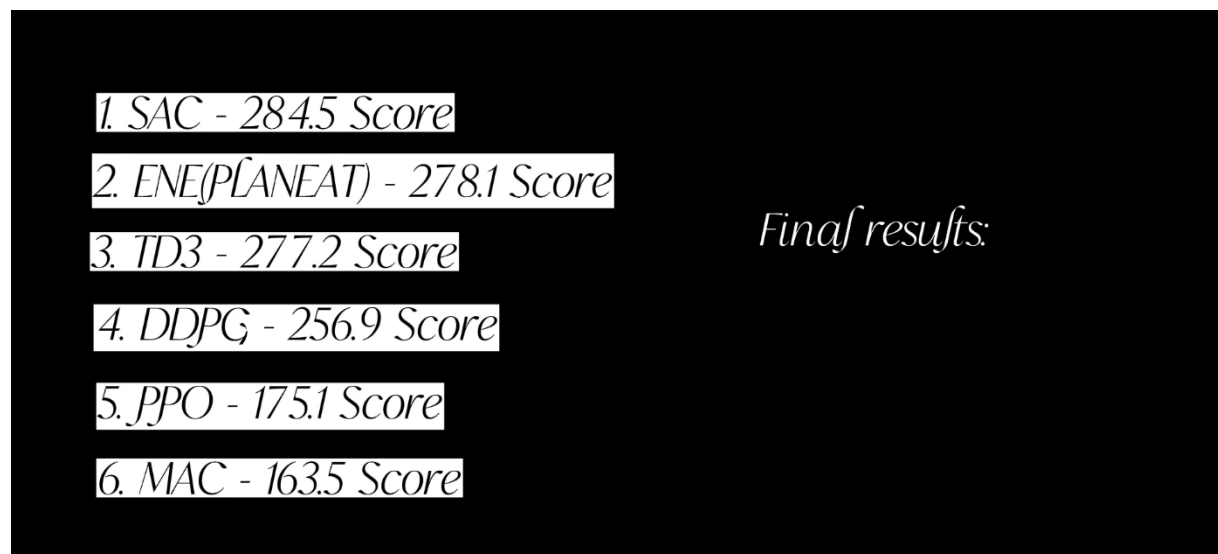 1. SAC - 284.5 Score
2. ENE(PLANEAT) - 278.1 Score
3. TD3 - 277.2 Score
4. DDPG - 256.9 Score
5. PPO - 175.1 Score
6. MAC - 163.5 Score
Final results: